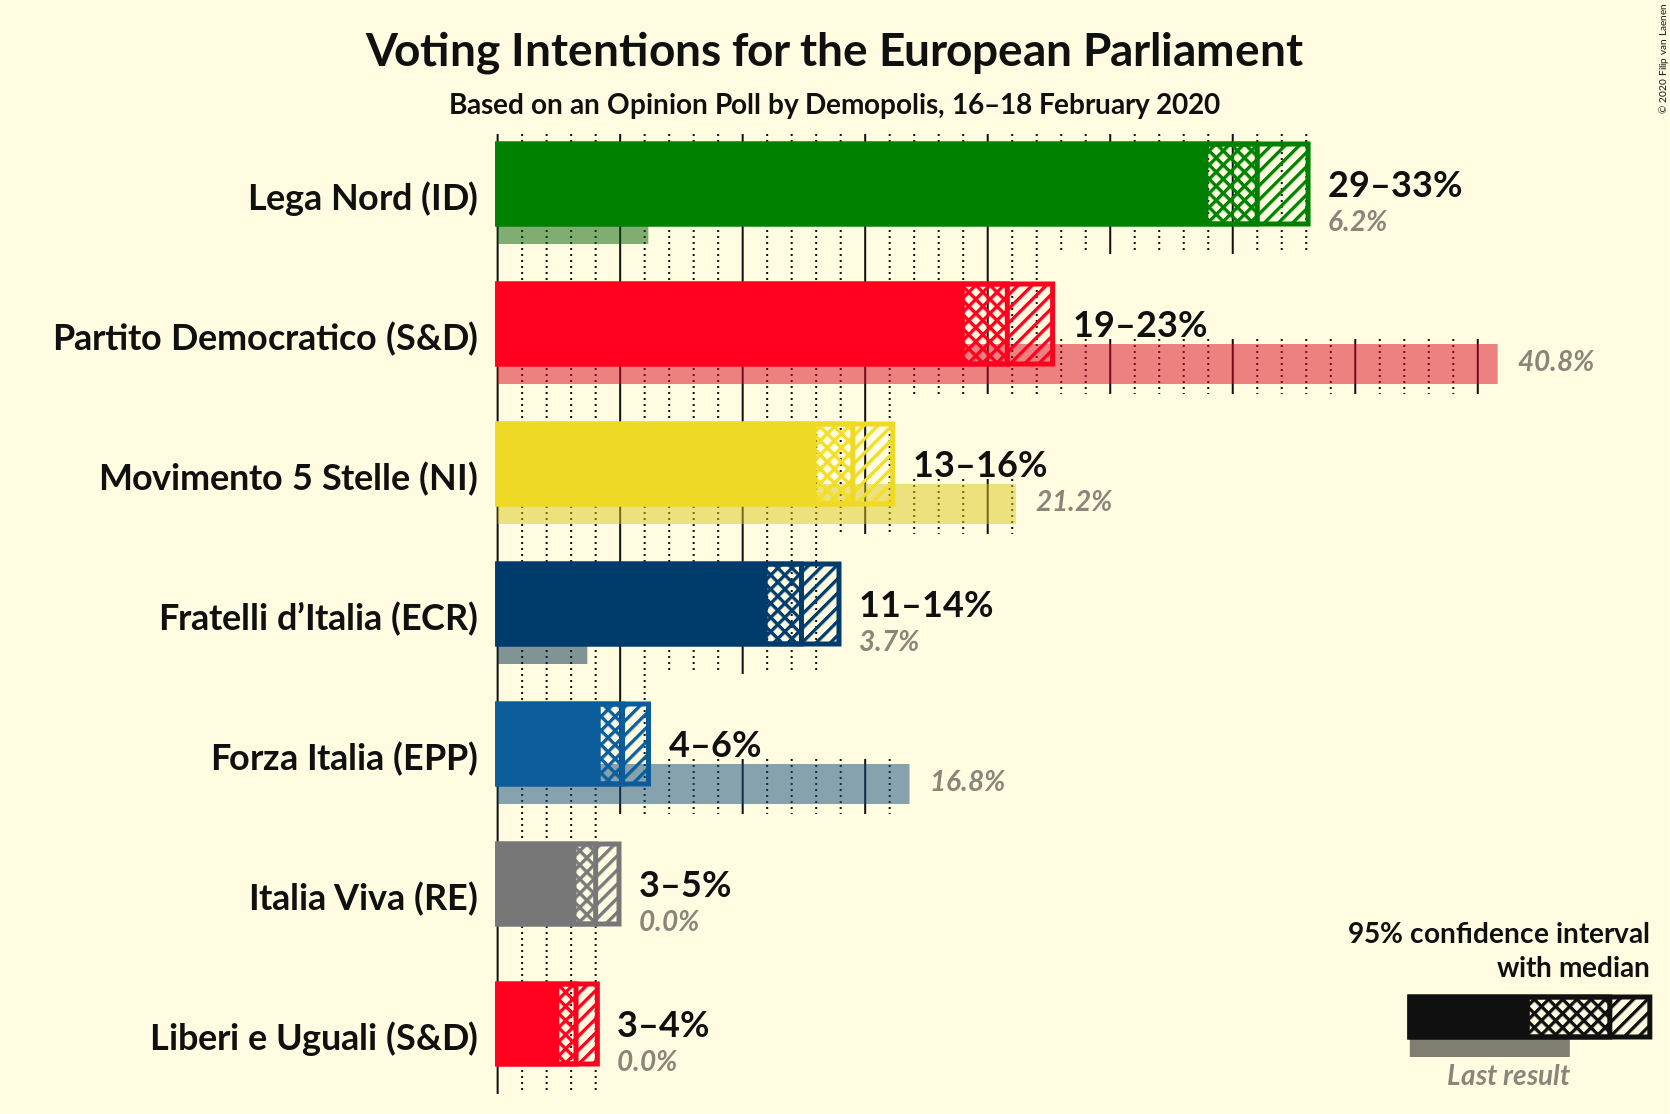 Voting Intentions for the European Parliament
Based on an Opinion Poll by Demopolis, 16–18 February 2020
© 2020 Filip van Laenen
Lega Nord (ID)
29–33%
6.2%
Partito Democratico (S&D)
19–23%
40.8%
Movimento 5 Stelle (NI)
13–16%
21.2%
Fratelli d’Italia (ECR)
11–14%
3.7%
Forza Italia (EPP)
4–6%
16.8%
Italia Viva (RE)
3–5%
0.0%
Liberi e Uguali (S&D)
3–4%
0.0%
95% confidence interval
with median
Last result